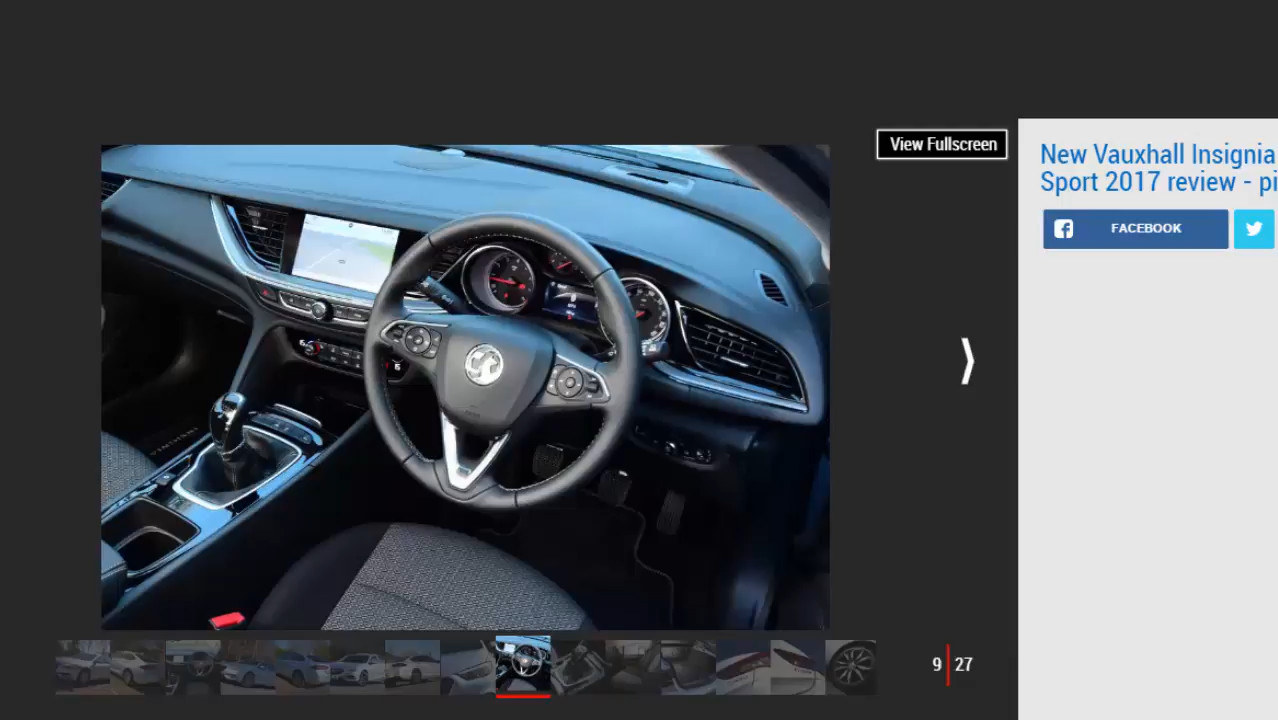 View Fullscreen
New Vauxhall Insignia
Sport 2017 review - pi
FACEBOOK
9 27